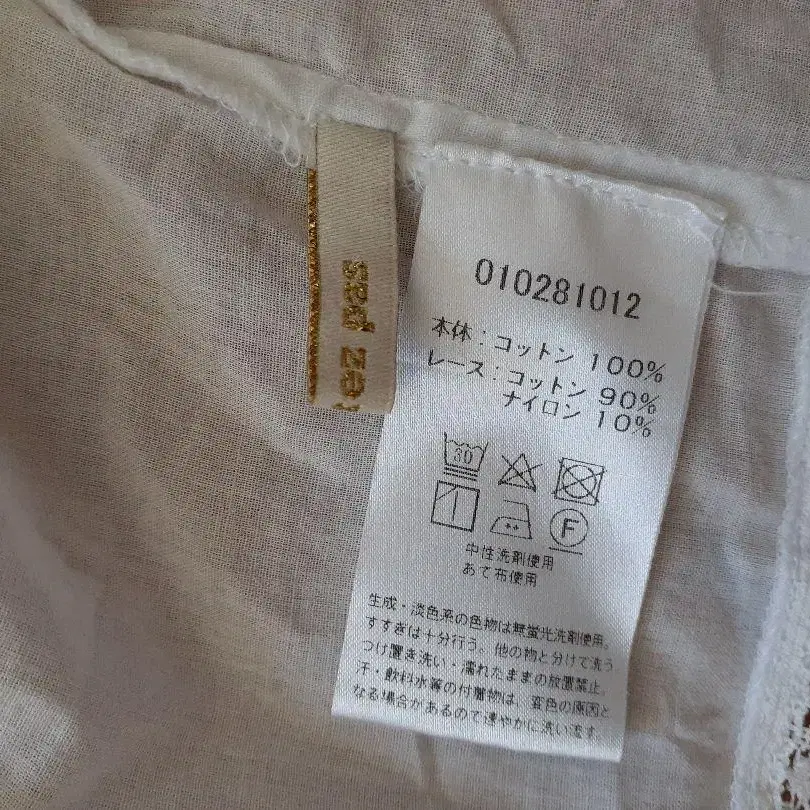 sed zed
010281012
本体：コットン 100%
レース：コットン 90%
ナイロン 10%
30
F
中性洗剤使用
あて布使用
生成・淡色系の色物は無蛍光洗剤使用。
すすぎは十分行う。他の物と分けて洗う
つけ置き洗い・濡れたままの放置禁止。
汗・飲料水等の付着物は、変色の原因と
なる場合があるので速やかに洗い流す。